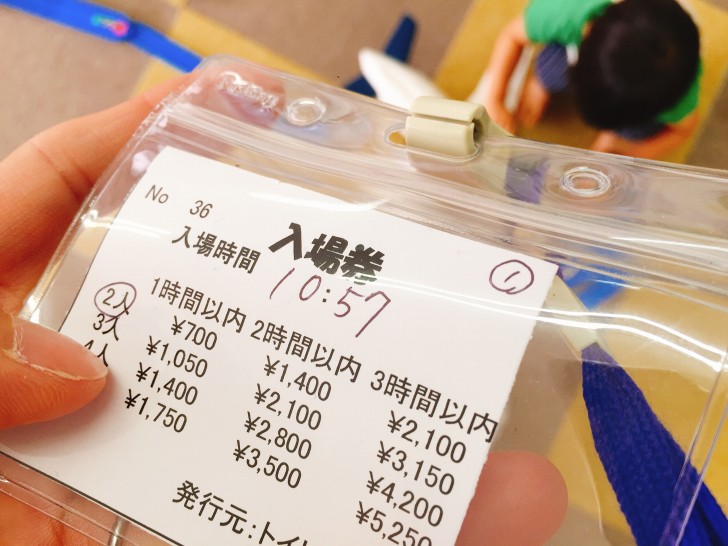 No 36 入場券 ①
入場時間 10:57
1時間以内 2時間以内 3時間以内
2人 ¥700 ¥1,400 ¥2,100
3人 ¥1,050 ¥2,100 ¥3,150
4人 ¥1,400 ¥2,800 ¥4,200
¥1,750 ¥3,500 ¥5,250
発行元:トイ